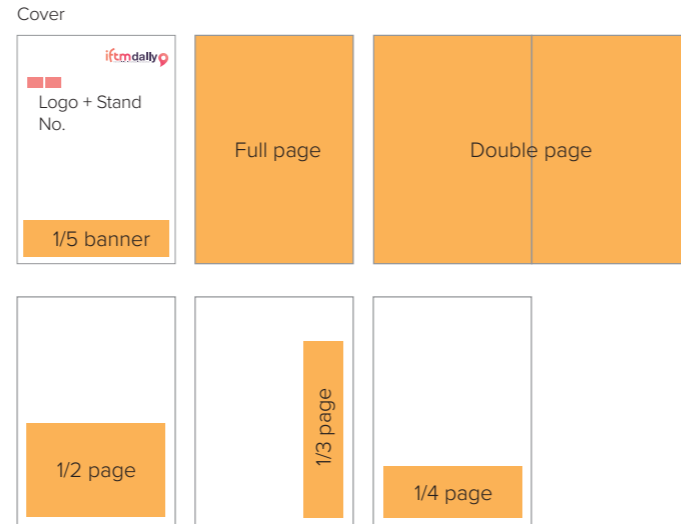 Cover
iftmdaily
Logo + Stand
No.
1/5 banner
Full page
Double page
1/2 page
1/3 page
1/4 page